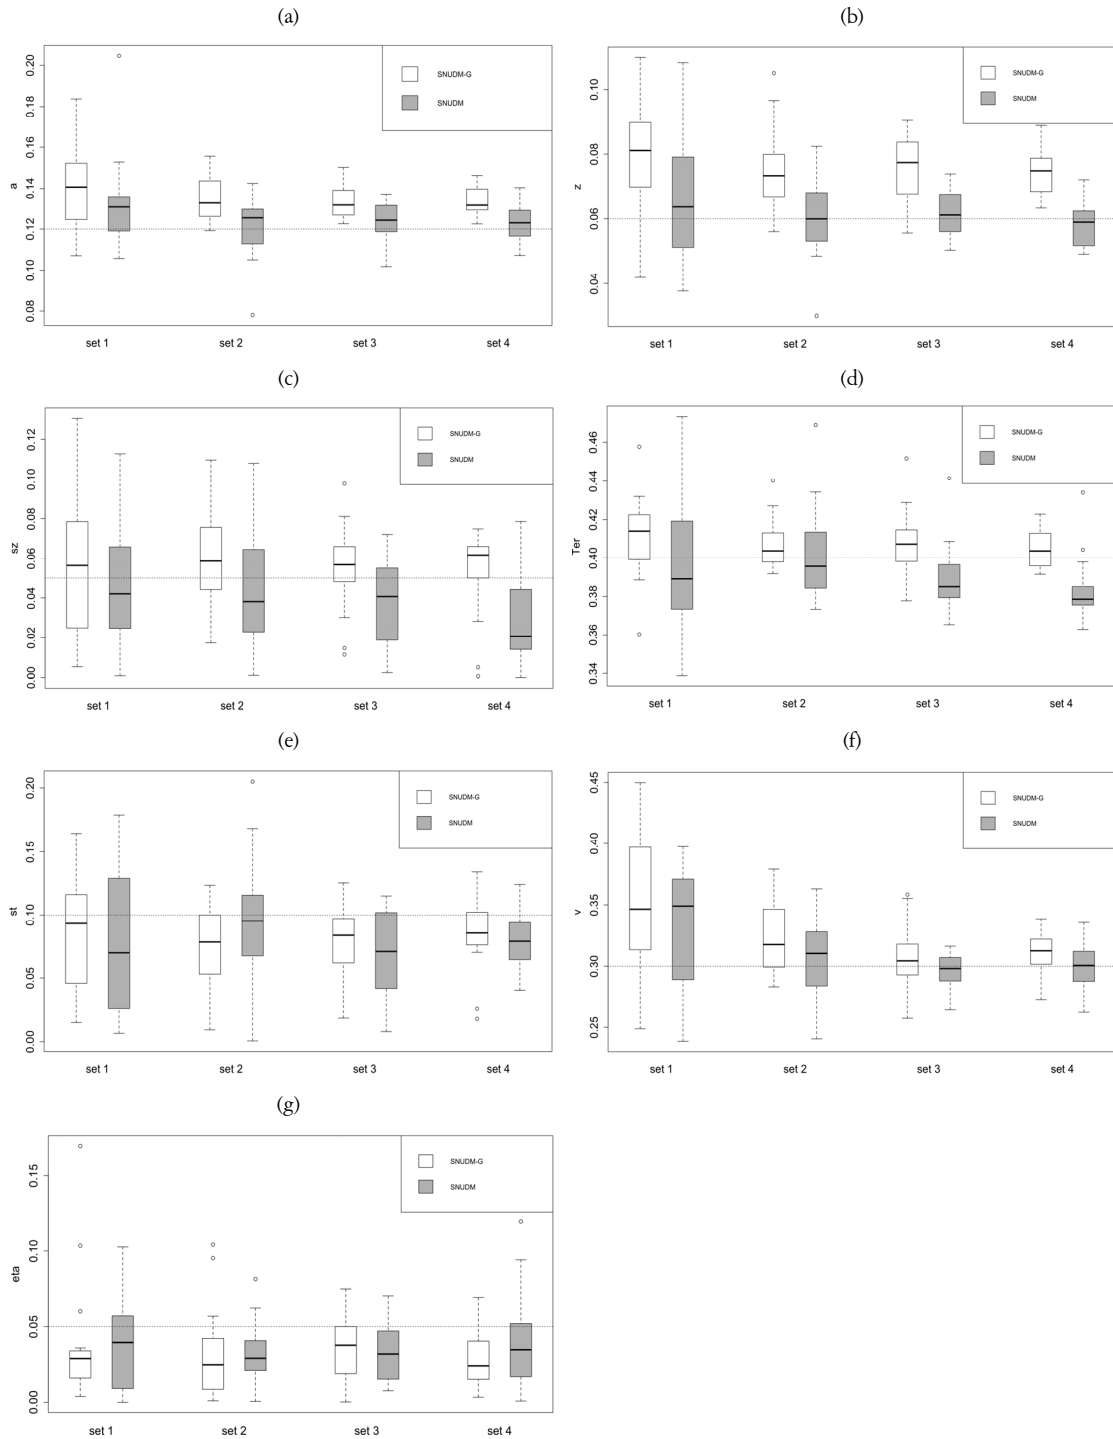 (a)
0.20
0.18
0.16
0.14
0.12
0.10
0.08
a
SNUDM-G
SNUDM
set 1
set 2
set 3
set 4
(b)
0.10
0.08
0.06
0.04
z
SNUDM-G
SNUDM
set 1
set 2
set 3
set 4
(c)
0.12
0.10
0.08
0.06
0.04
0.02
0.00
sz
SNUDM-G
SNUDM
set 1
set 2
set 3
set 4
(d)
0.46
0.44
0.42
0.40
0.38
0.36
0.34
Ter
SNUDM-G
SNUDM
set 1
set 2
set 3
set 4
(e)
0.20
0.15
0.10
0.05
0.00
st
SNUDM-G
SNUDM
set 1
set 2
set 3
set 4
(f)
0.45
0.40
0.35
0.30
0.25
v
SNUDM-G
SNUDM
set 1
set 2
set 3
set 4
(g)
0.15
0.10
0.05
0.00
eta
SNUDM-G
SNUDM
set 1
set 2
set 3
set 4